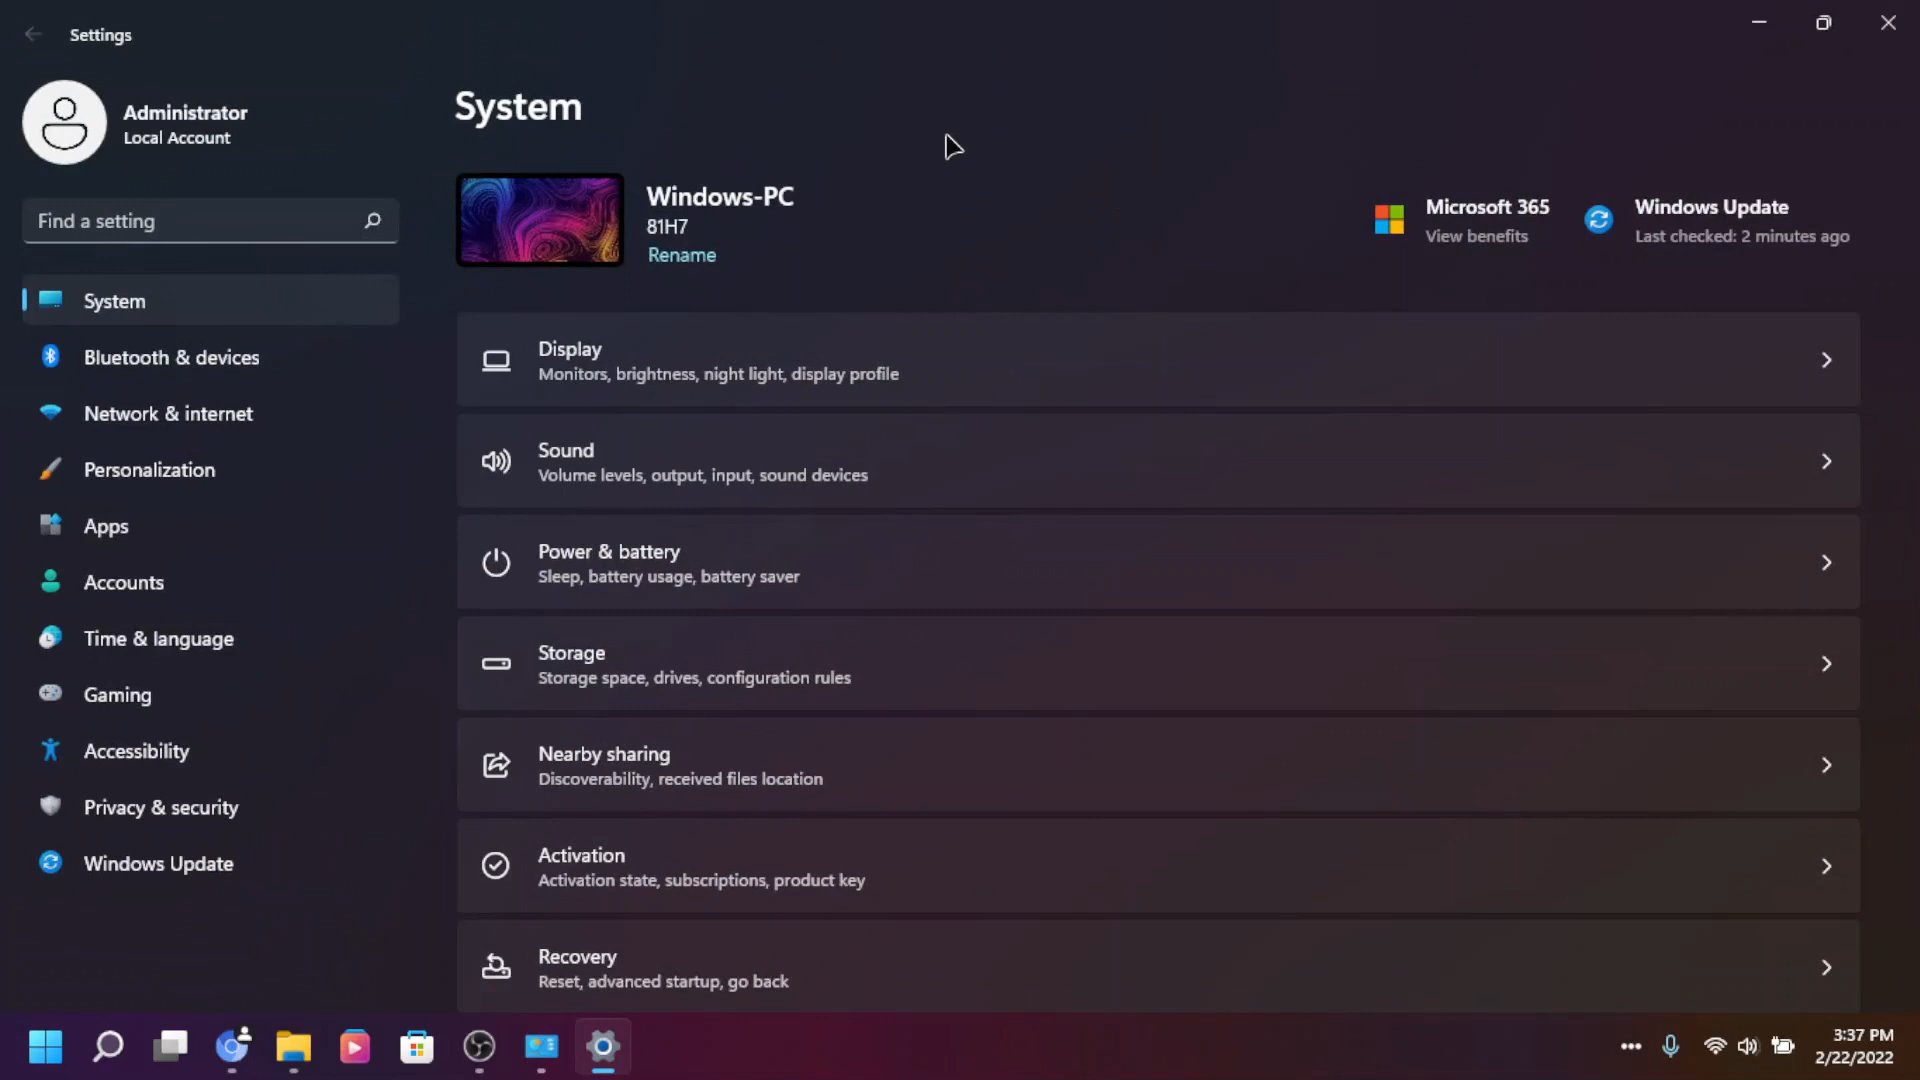 Settings
Administrator
Local Account
Find a setting
System
Bluetooth & devices
Network & internet
Personalization
Apps
Accounts
Time & language
Gaming
Accessibility
Privacy & security
Windows Update
System
Windows-PC
81H7
Rename
Microsoft 365
View benefits
Windows Update
Last checked: 2 minutes ago
Display
Monitors, brightness, night light, display profile
Sound
Volume levels, output, input, sound devices
Power & battery
Sleep, battery usage, battery saver
Storage
Storage space, drives, configuration rules
Nearby sharing
Discoverability, received files location
Activation
Activation state, subscriptions, product key
Recovery
Reset, advanced startup, go back
3:37 PM
2/22/2022